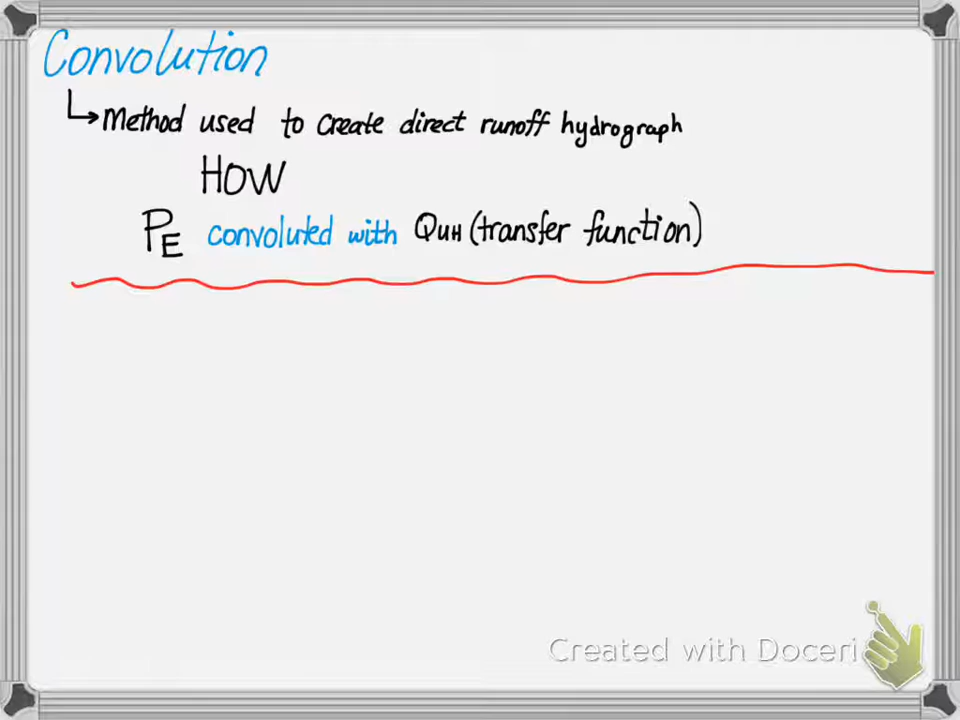 Convolution
Method used to create direct runoff hydrograph
HOW
PE convoluted with QUH (transfer function)
Created with Doceri